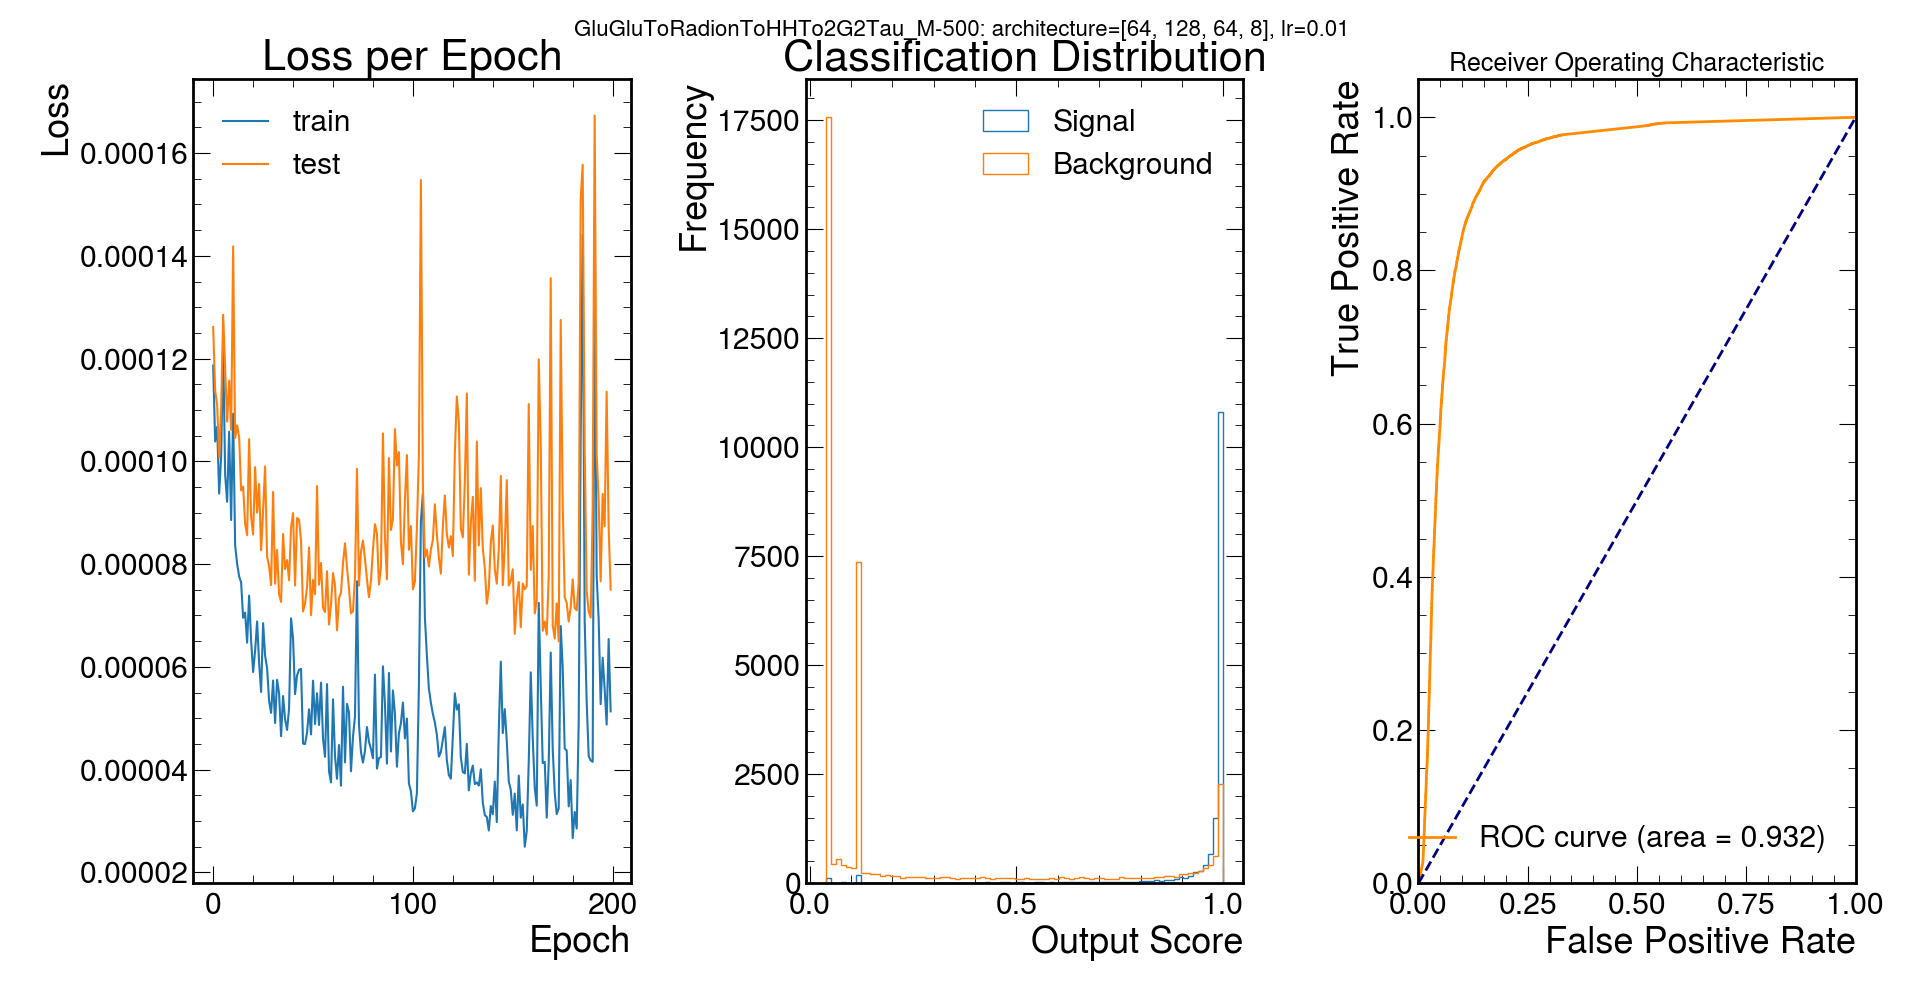 GluGluToRadionToHHTo2G2Tau_M-500: architecture=[64, 128, 64, 8], lr=0.01
Loss per Epoch
Loss
train
test
0.00016
0.00014
0.00012
0.00010
0.00008
0.00006
0.00004
0.00002
0
100
200
Epoch
Classification Distribution
Frequency
Signal
Background
17500
15000
12500
10000
7500
5000
2500
0
0.0
0.5
1.0
Output Score
Receiver Operating Characteristic
True Positive Rate
1.0
0.8
0.6
0.4
0.2
0.0
ROC curve (area = 0.932)
0.00
0.25
0.50
0.75
1.00
False Positive Rate